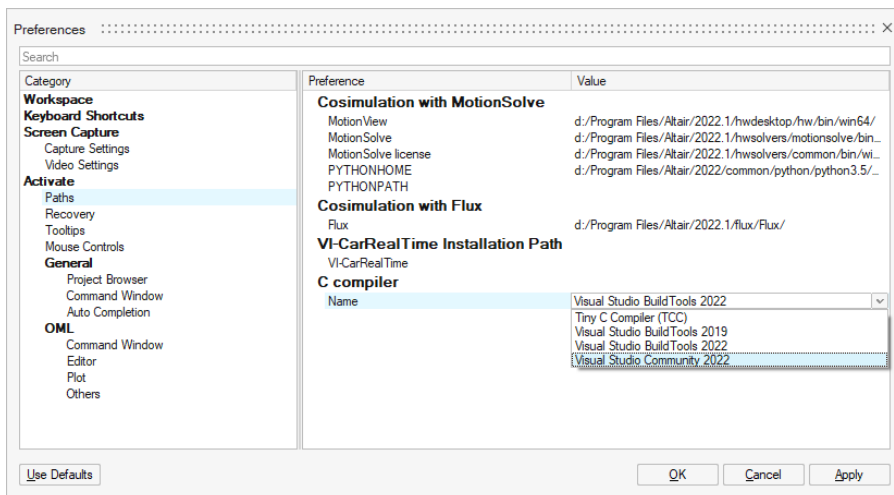 Preferences
Search
Category
Workspace
Keyboard Shortcuts
Screen Capture
Capture Settings
Video Settings
Activate
Paths
Recovery
Tooltips
Mouse Controls
General
Project Browser
Command Window
Auto Completion
OML
Command Window
Editor
Plot
Others
Preference Value
Cosimulation with MotionSolve
MotionView d:/Program Files/Altair/2022.1/hwdesktop/hw/bin/win64/
MotionSolve d:/Program Files/Altair/2022.1/hwsolvers/motionsolve/bin...
MotionSolve license d:/Program Files/Altair/2022.1/hwsolvers/common/bin/wi...
PYTHONHOME d:/Program Files/Altair/2022/common/python/python3.5/...
PYTHONPATH
Cosimulation with Flux
Flux d:/Program Files/Altair/2022.1/flux/Flux/
VI-CarRealTime Installation Path
VI-CarRealTime
C compiler
Name Visual Studio BuildTools 2022
Tiny C Compiler (TCC)
Visual Studio BuildTools 2019
Visual Studio BuildTools 2022
Visual Studio Community 2022
Use Defaults OK Cancel Apply